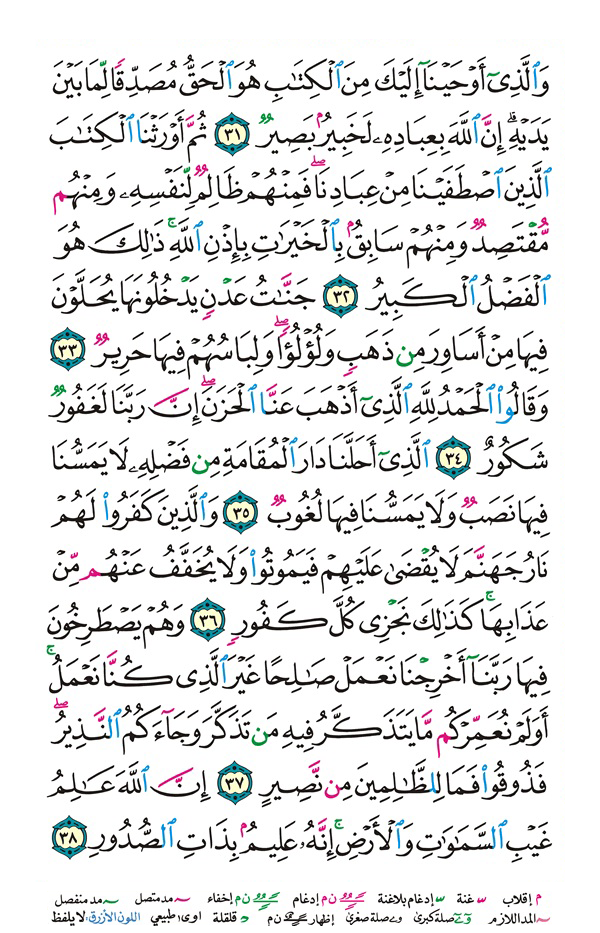 وَٱلَّذِىٓ أَوْحَيْنَآ إِلَيْكَ مِنَ ٱلْكِتَٰبِ هُوَ ٱلْحَقُّ مُصَدِّقًا لِّمَا بَيْنَ
يَدَيْهِ ۗ إِنَّ ٱللَّهَ بِعِبَادِهِۦ لَخَبِيرٌۢ بَصِيرٌ ٣١ ثُمَّ أَوْرَثْنَا ٱلْكِتَٰبَ
ٱلَّذِينَ ٱصْطَفَيْنَا مِنْ عِبَادِنَا ۖ فَمِنْهُمْ ظَالِمٌ لِّنَفْسِهِۦ وَمِنْهُم
مُّقْتَصِدٌ وَمِنْهُمْ سَابِقٌۢ بِٱلْخَيْرَٰتِ بِإِذْنِ ٱللَّهِ ۚ ذَٰلِكَ هُوَ
ٱلْفَضْلُ ٱلْكَبِيرُ ٣٢ جَنَّٰتُ عَدْنٍ يَدْخُلُونَهَا يُحَلَّوْنَ
فِيهَا مِنْ أَسَاوِرَ مِن ذَهَبٍ وَلُؤْلُؤًا ۖ وَلِبَاسُهُمْ فِيهَا حَرِيرٌ ٣٣
وَقَالُوا۟ ٱلْحَمْدُ لِلَّهِ ٱلَّذِىٓ أَذْهَبَ عَنَّا ٱلْحَزَنَ ۖ إِنَّ رَبَّنَا لَغَفُورٌ
شَكُورٌ ٣٤ ٱلَّذِىٓ أَحَلَّنَا دَارَ ٱلْمُقَامَةِ مِن فَضْلِهِۦ لَا يَمَسُّنَا
فِيهَا نَصَبٌ وَلَا يَمَسُّنَا فِيهَا لُغُوبٌ ٣٥ وَٱلَّذِينَ كَفَرُوا۟ لَهُمْ
نَارُ جَهَنَّمَ لَا يُقْضَىٰ عَلَيْهِمْ فَيَمُوتُوا۟ وَلَا يُخَفَّفُ عَنْهُم مِّنْ
عَذَابِهَا ۚ كَذَٰلِكَ نَجْزِى كُلَّ كَفُورٍ ٣٦ وَهُمْ يَصْطَرِخُونَ
فِيهَا رَبَّنَآ أَخْرِجْنَا نَعْمَلْ صَٰلِحًا غَيْرَ ٱلَّذِى كُنَّا نَعْمَلُ ۚ
أَوَلَمْ نُعَمِّرْكُم مَّا يَتَذَكَّرُ فِيهِ مَن تَذَكَّرَ وَجَآءَكُمُ ٱلنَّذِيرُ ۖ
فَذُوقُوا۟ فَمَا لِلظَّٰلِمِينَ مِن نَّصِيرٍ ٣٧ إِنَّ ٱللَّهَ عَٰلِمُ
غَيْبِ ٱلسَّمَٰوَٰتِ وَٱلْأَرْضِ ۚ إِنَّهُۥ عَلِيمٌۢ بِذَاتِ ٱلصُّدُورِ ٣٨
م إقلاب غنة إدغام بلاغنة ن م إدغام ن م إخفاء مد متصل مد منفصل
المد اللازم صلة كبرى صلة صغرى إظهار ن م قلقلة اوى طبيعي اللون الأزرق: لا يلفظ